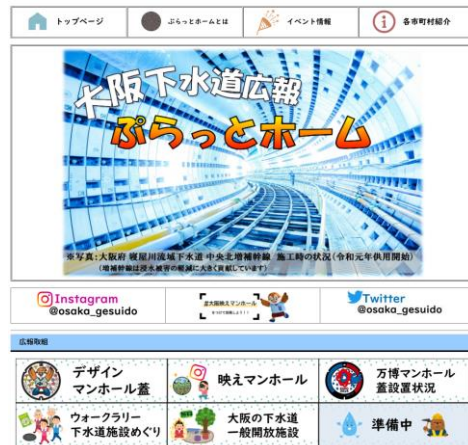 トップページ
ぷらっとホームとは
イベント情報
各市町村紹介
大阪下水道広報
ぷらっとホーム
※写真:大阪府 寝屋川流域下水道 中央北増補幹線 施工時の状況(令和元年供用開始)
(増補幹線は浸水被害の軽減に大きく貢献しています)
Instagram
@osaka_gesuido
Twitter
@osaka_gesuido
広報取組
デザイン
マンホール蓋
映えマンホール
万博マンホール
蓋設置状況
ウォークラリー
下水道施設めぐり
大阪の下水道
一般開放施設
準備中